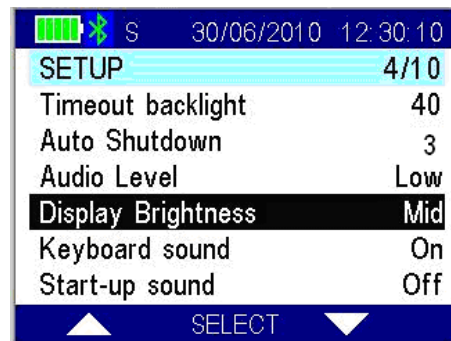 S 30/06/2010 12:30:10
SETUP 4/10
Timeout backlight 40
Auto Shutdown 3
Audio Level Low
Display Brightness Mid
Keyboard sound On
Start-up sound Off
SELECT